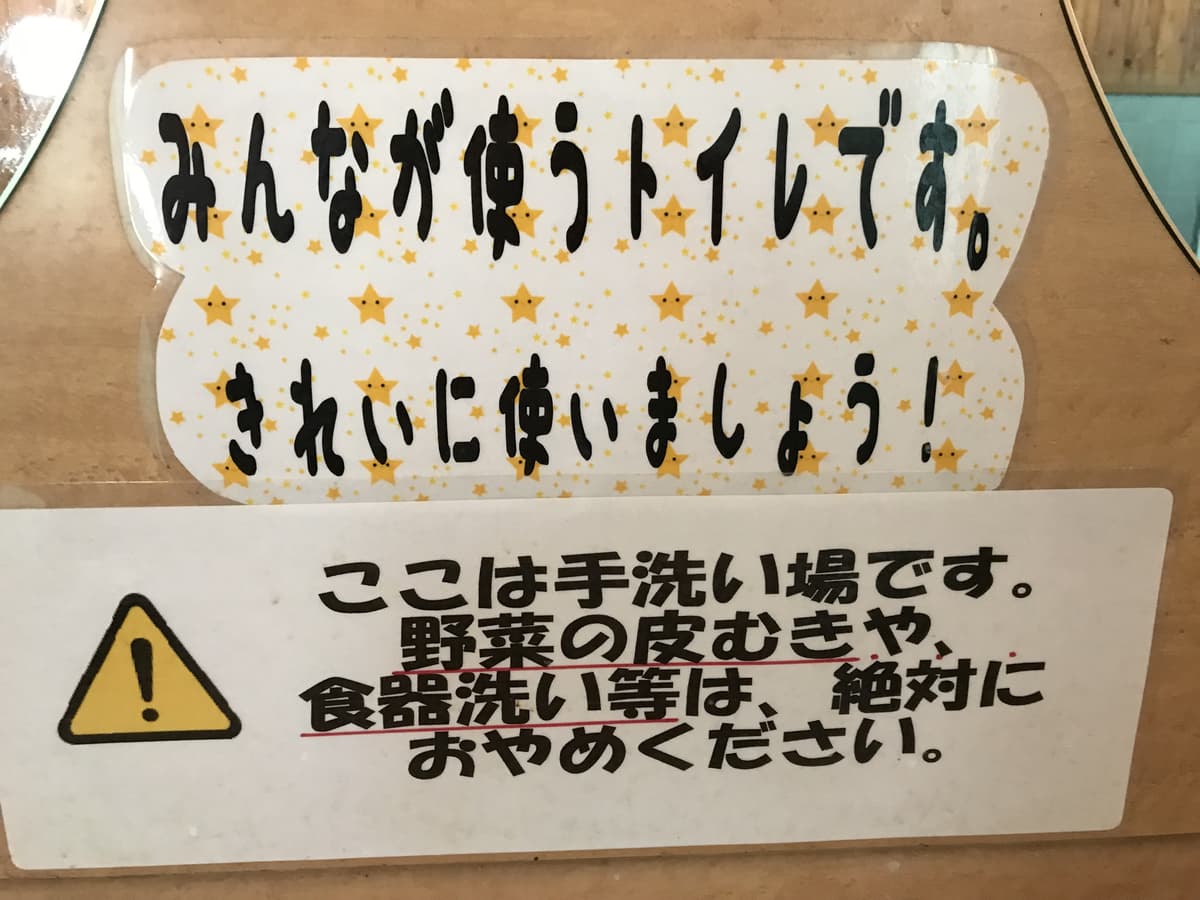 みんなが使うトイレです。
きれいに使いましょう！
ここは手洗い場です。
野菜の皮むきや、
食器洗い等は、絶対に
おやめください。